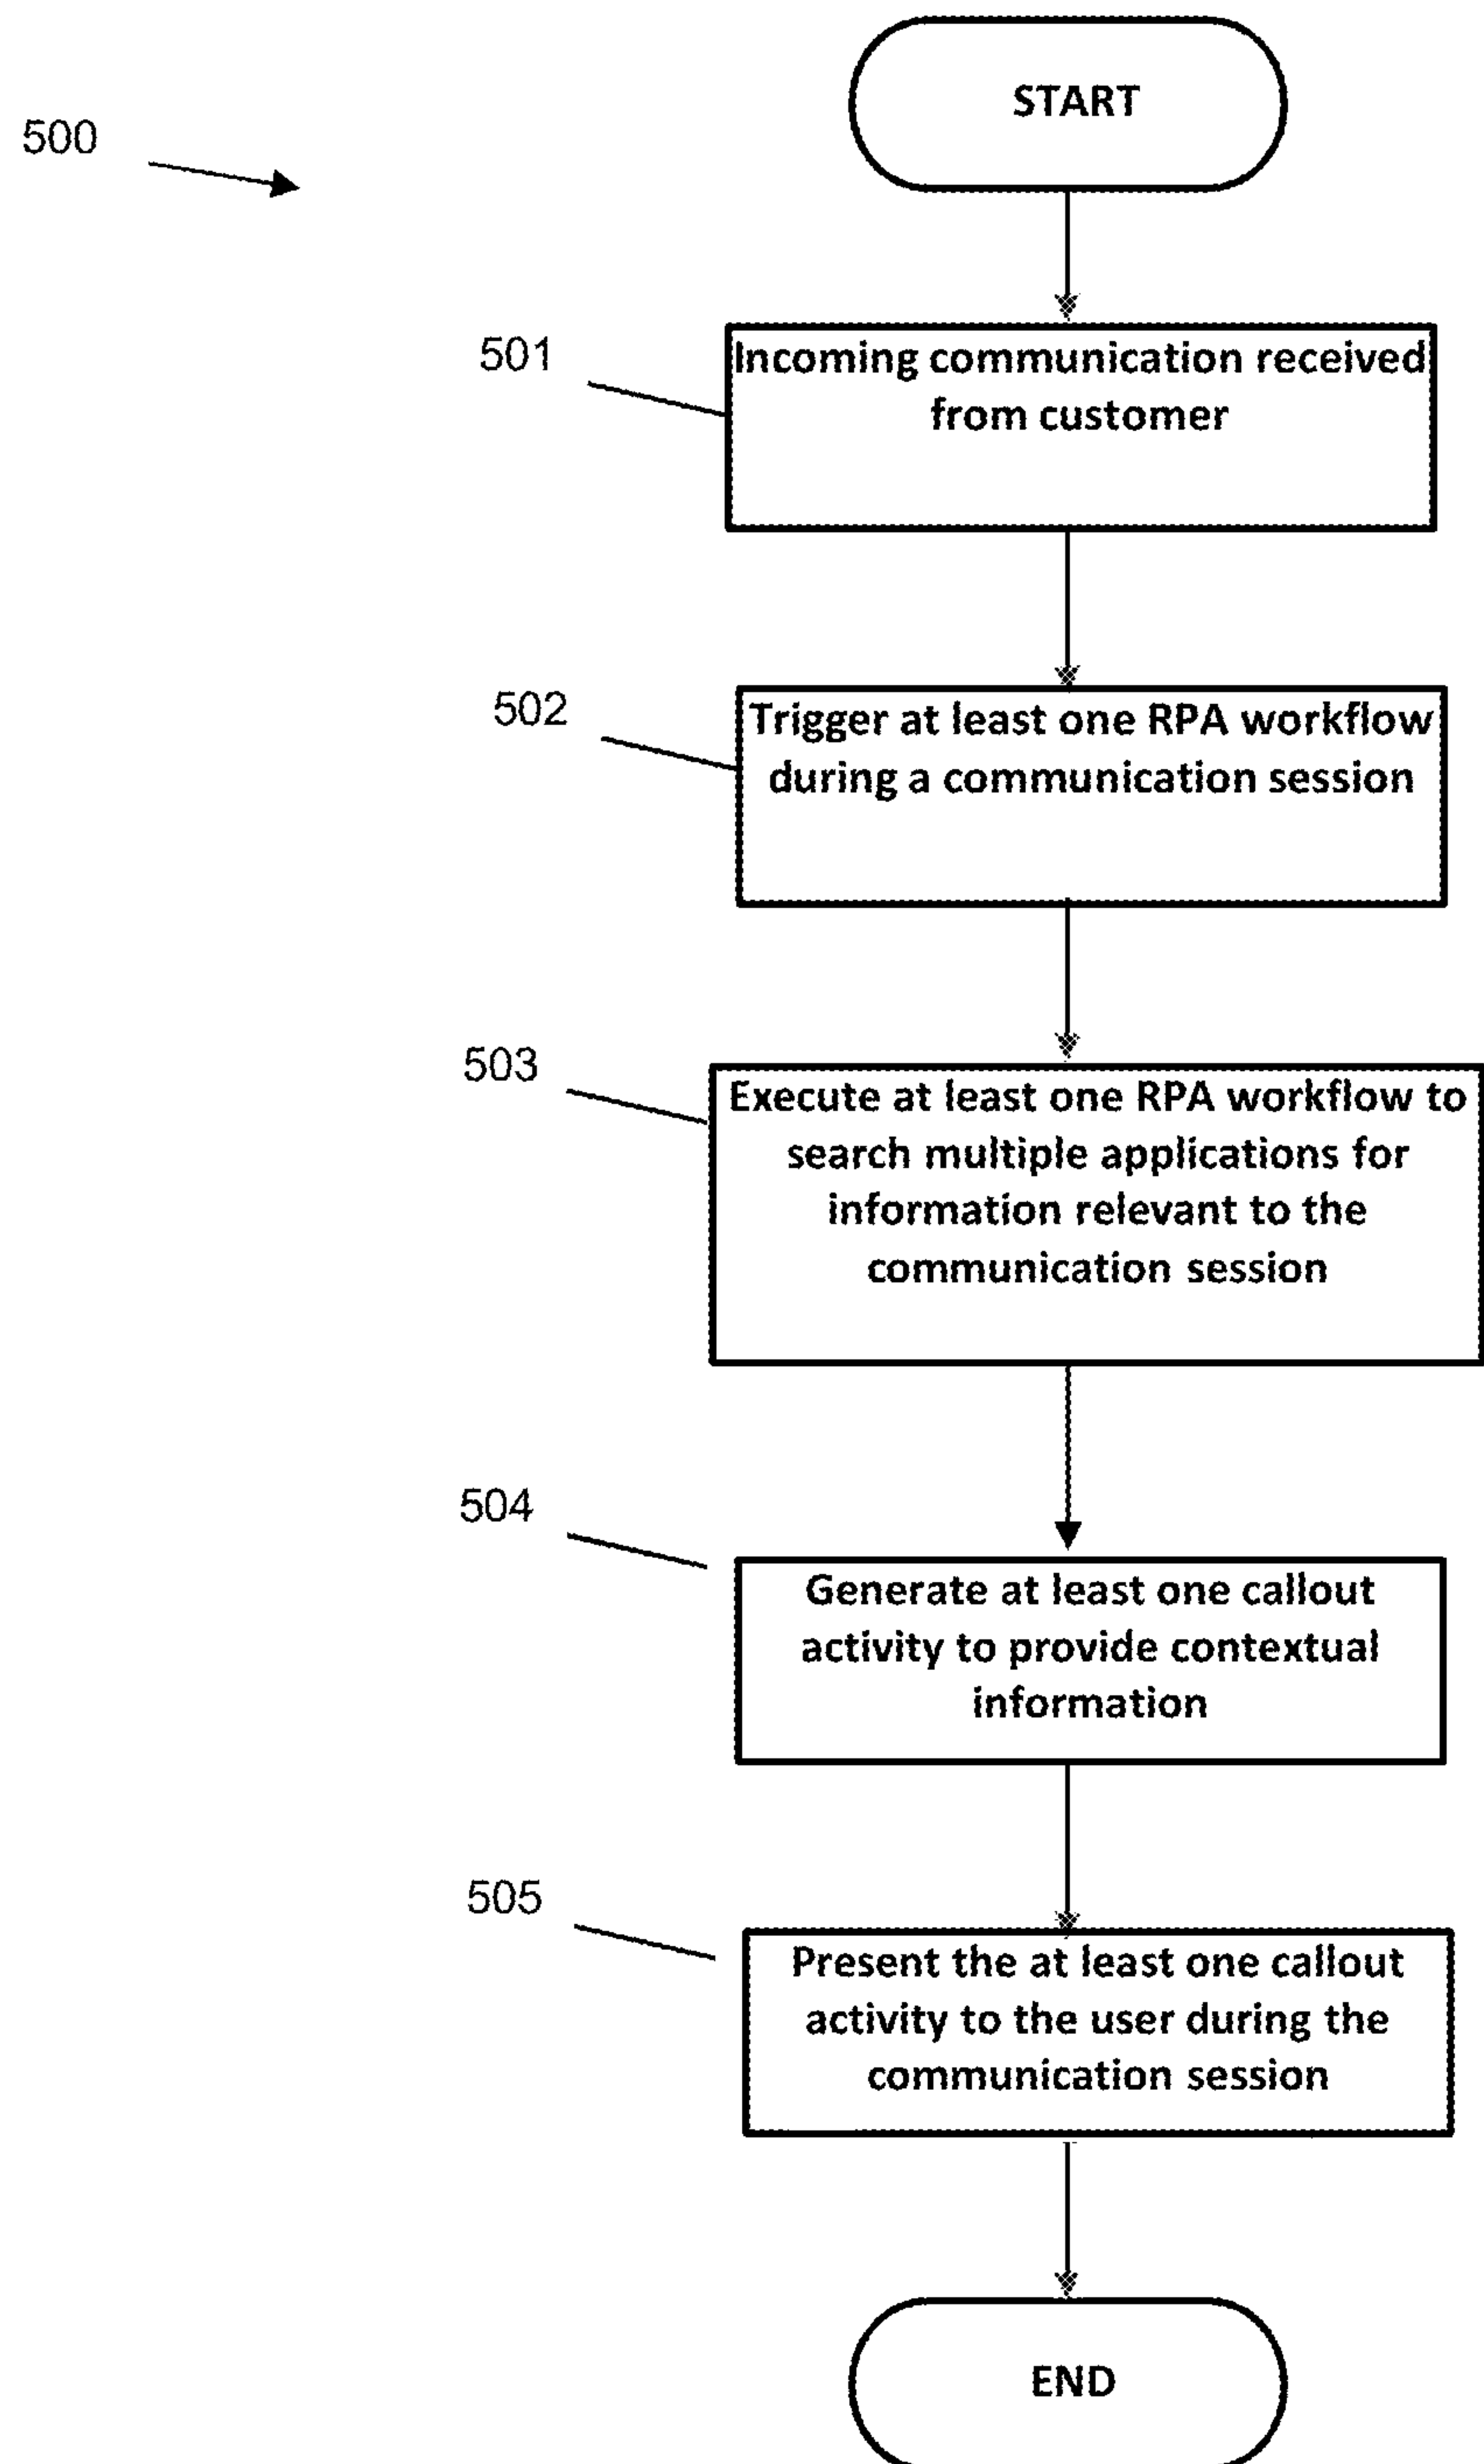 START
500
501
Incoming communication received
from customer
502
Trigger at least one RPA workflow
during a communication session
503
Execute at least one RPA workflow to
search multiple applications for
information relevant to the
communication session
504
Generate at least one callout
activity to provide contextual
information
505
Present the at least one callout
activity to the user during the
communication session
END